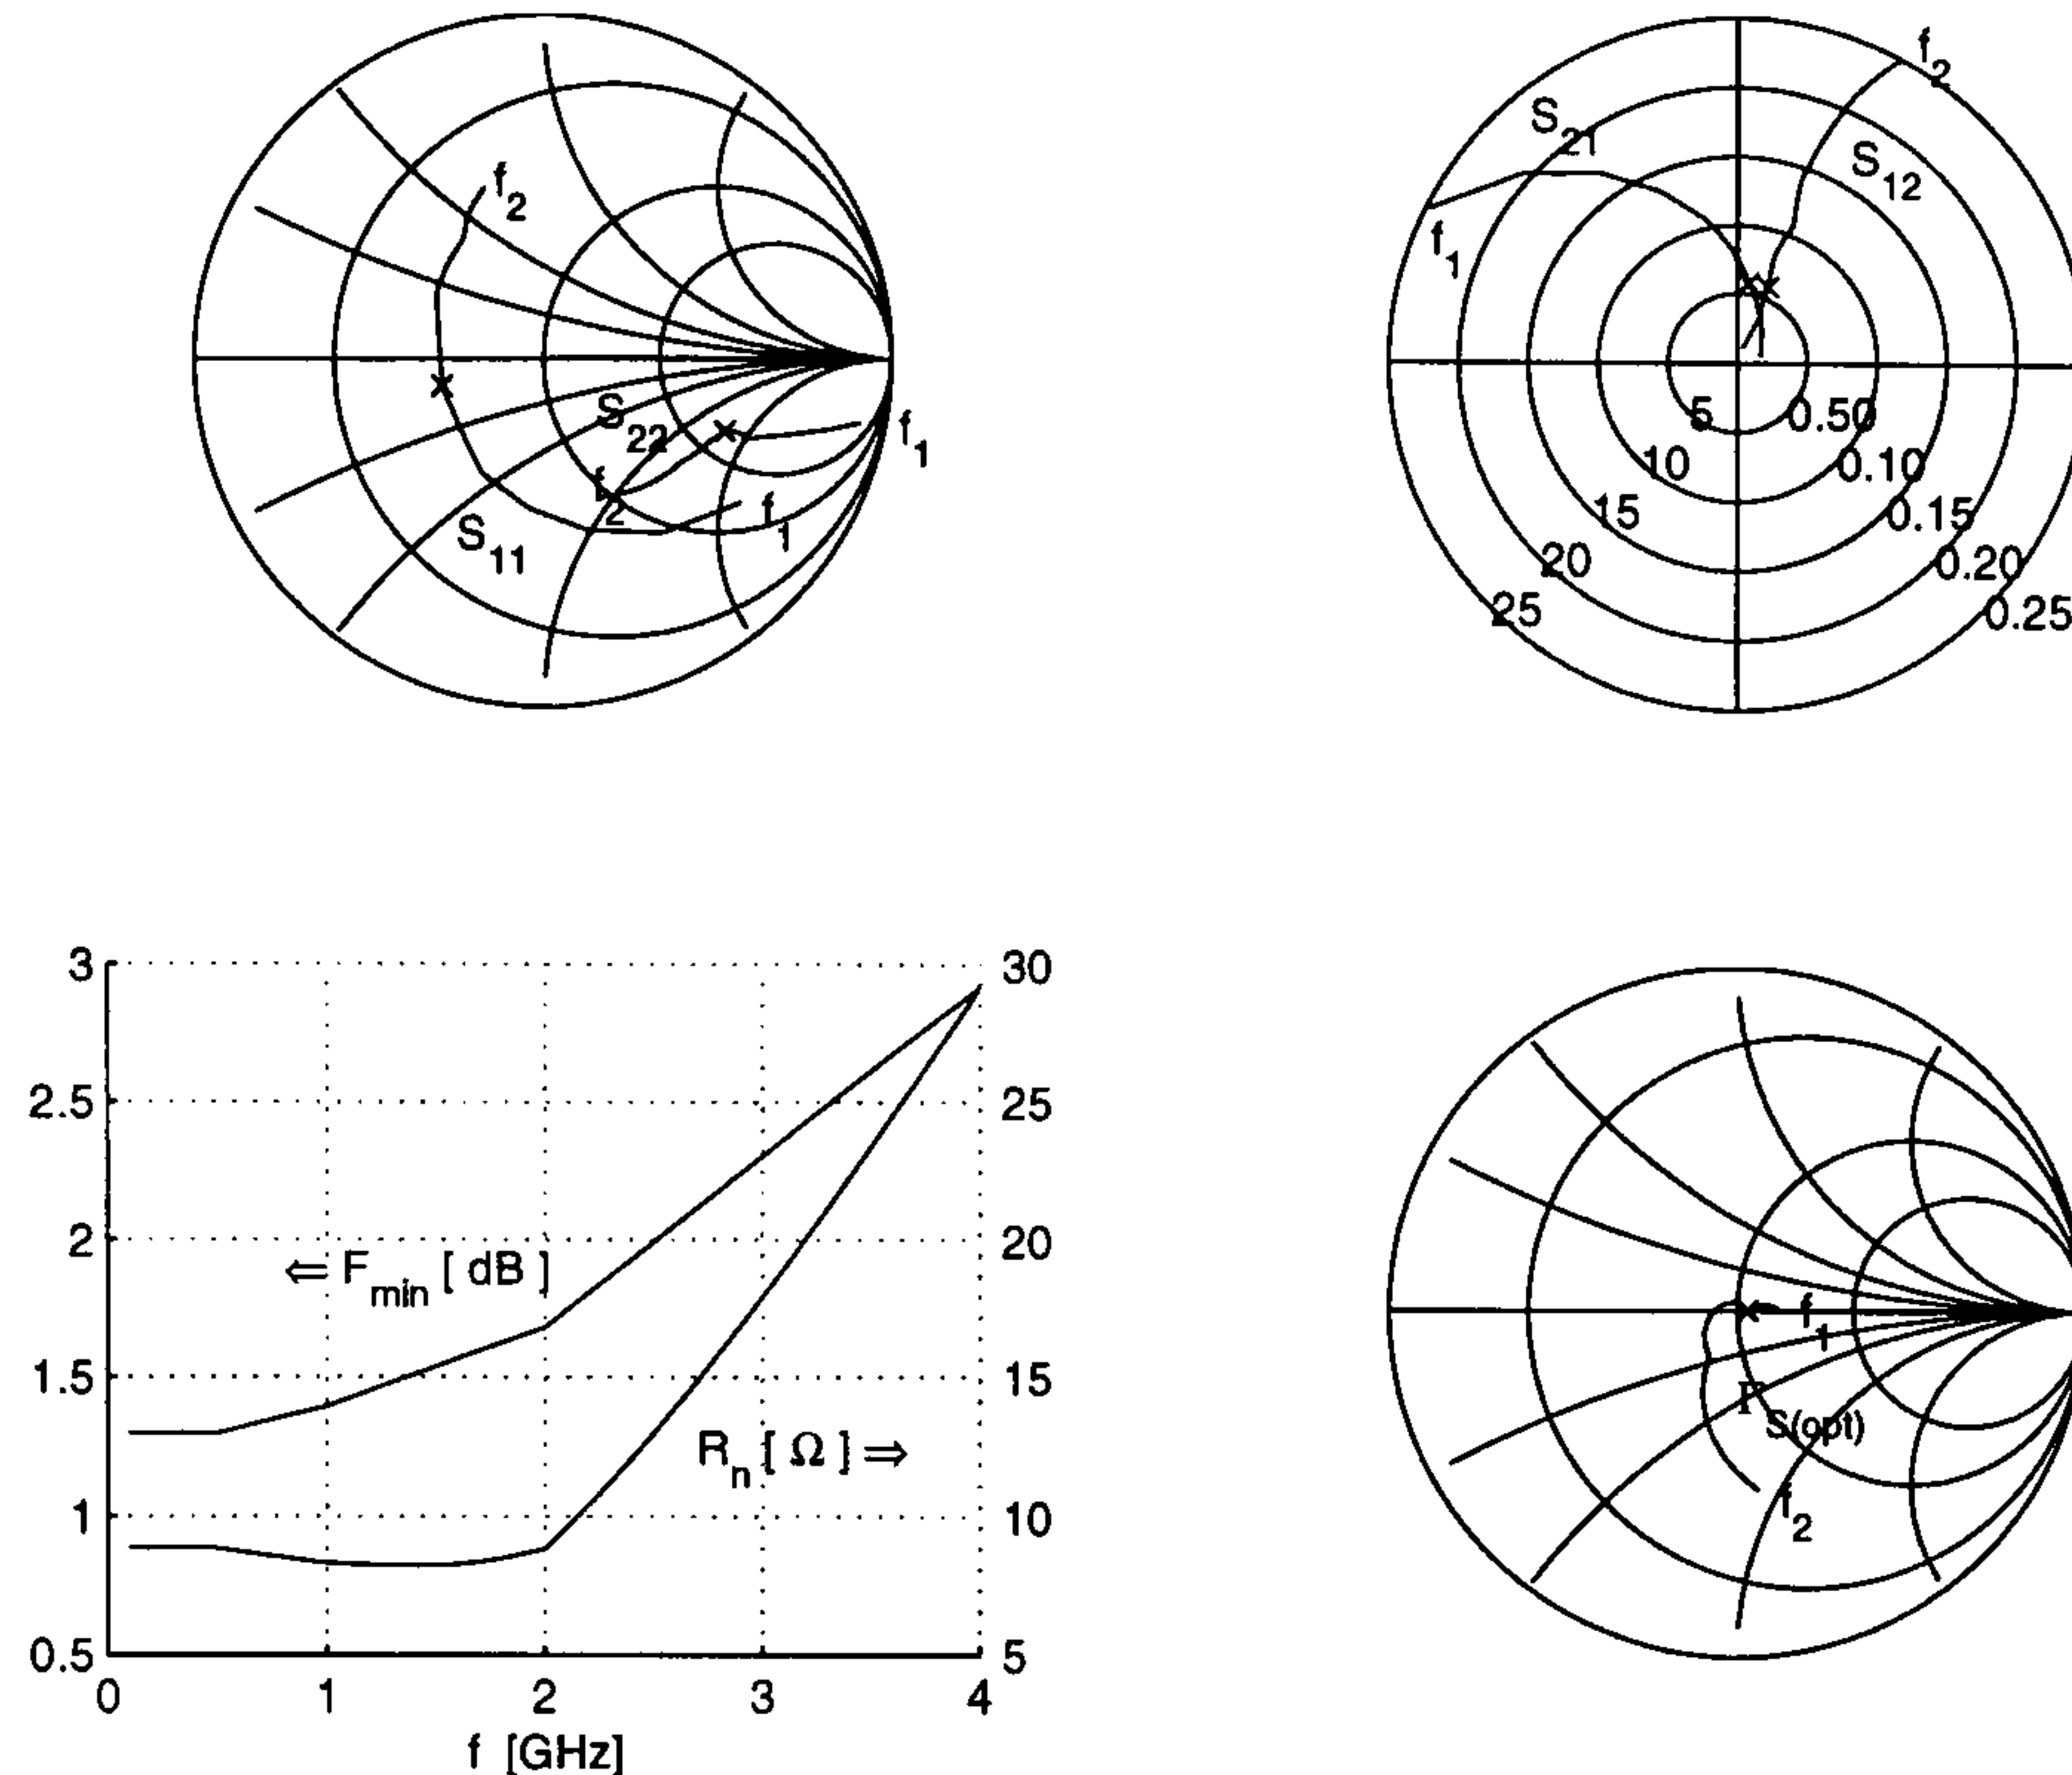 f2
S22
f2
f1
f1
S11
f2
S21
S12
f1
5
0.50
10
0.10
15
0.15
20
0.20
25
0.25
3
2.5
2
1.5
1
0.5
30
25
20
15
10
5
⇐ Fmin [ dB ]
Rn [ Ω ] ⇒
0
1
2
3
4
f [GHz]
f1
ΓS(opt)
f2